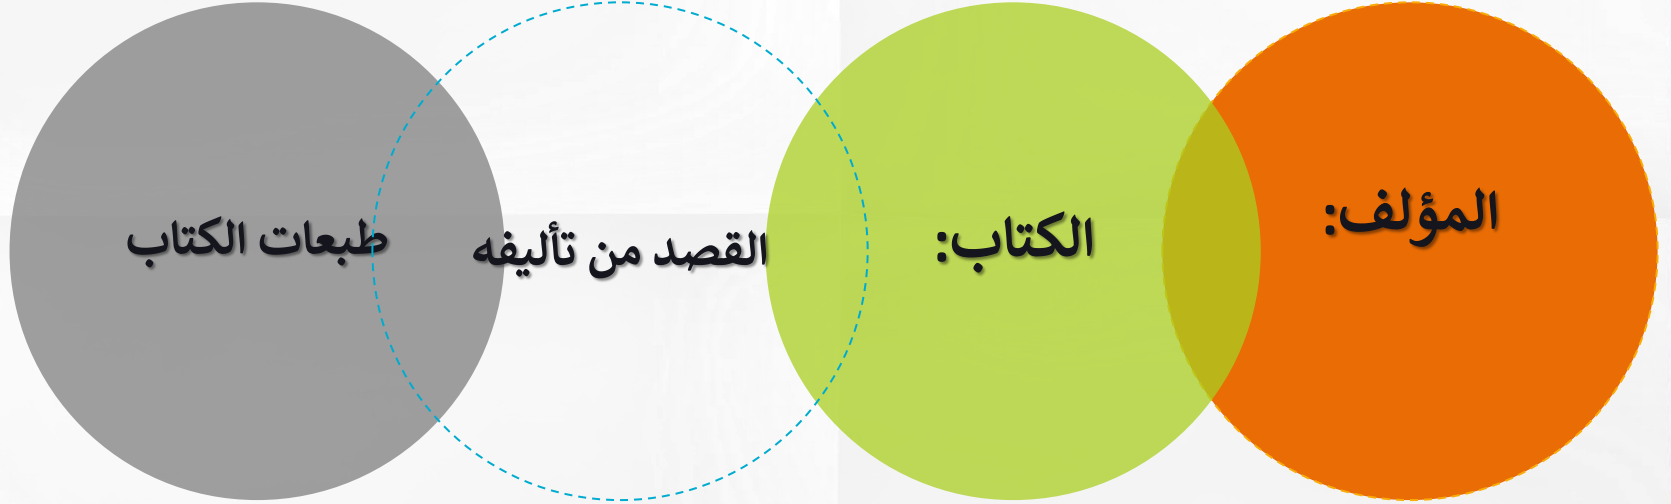 المؤلف:
الكتاب:
القصد من تأليفه
طبعات الكتاب